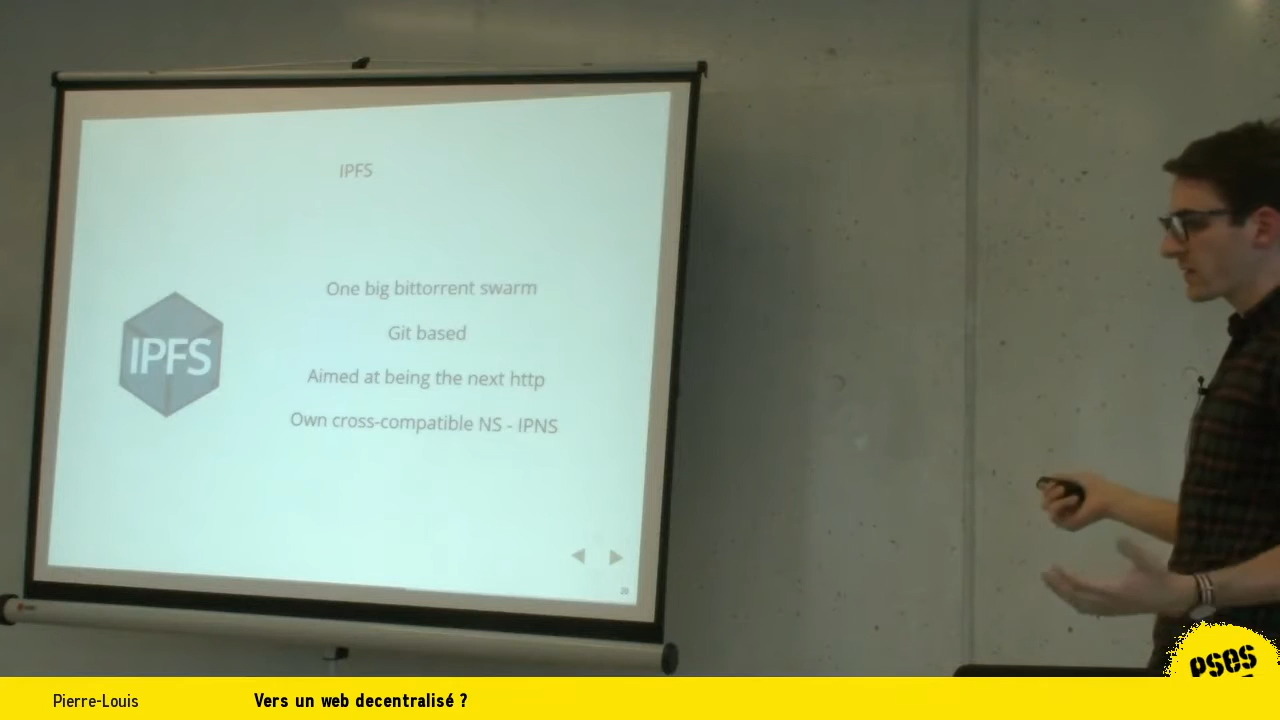 IPFS
One big bittorrent swarm
Git based
IPFS
Aimed at being the next http
Own cross-compatible NS - IPNS
Pierre-Louis
Vers un web decentralisé ?
PSES